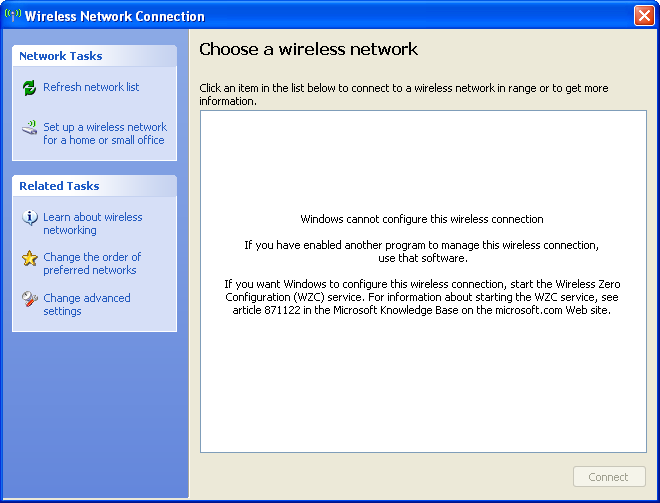 Wireless Network Connection
Network Tasks
Refresh network list
Set up a wireless network
for a home or small office
Related Tasks
Learn about wireless
networking
Change the order of
preferred networks
Change advanced
settings
Choose a wireless network
Click an item in the list below to connect to a wireless network in range or to get more
information.
Windows cannot configure this wireless connection
If you have enabled another program to manage this wireless connection,
use that software.
If you want Windows to configure this wireless connection, start the Wireless Zero
Configuration (WZC) service. For information about starting the WZC service, see
article 871122 in the Microsoft Knowledge Base on the microsoft.com Web site.
Connect